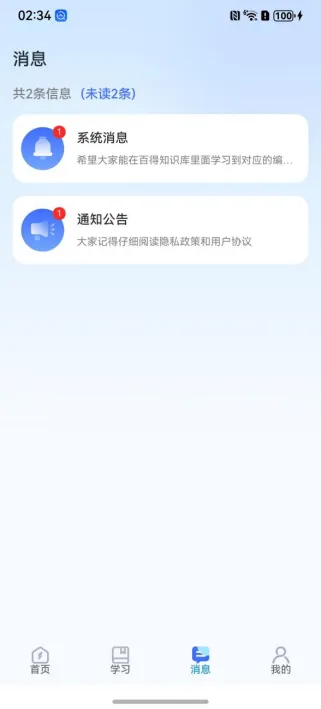 02:34
100
消息
共2条信息（未读2条）
1
系统消息
希望大家能在百得知识库里面学习到对应的编...
1
通知公告
大家记得仔细阅读隐私政策和用户协议
首页
学习
消息
我的